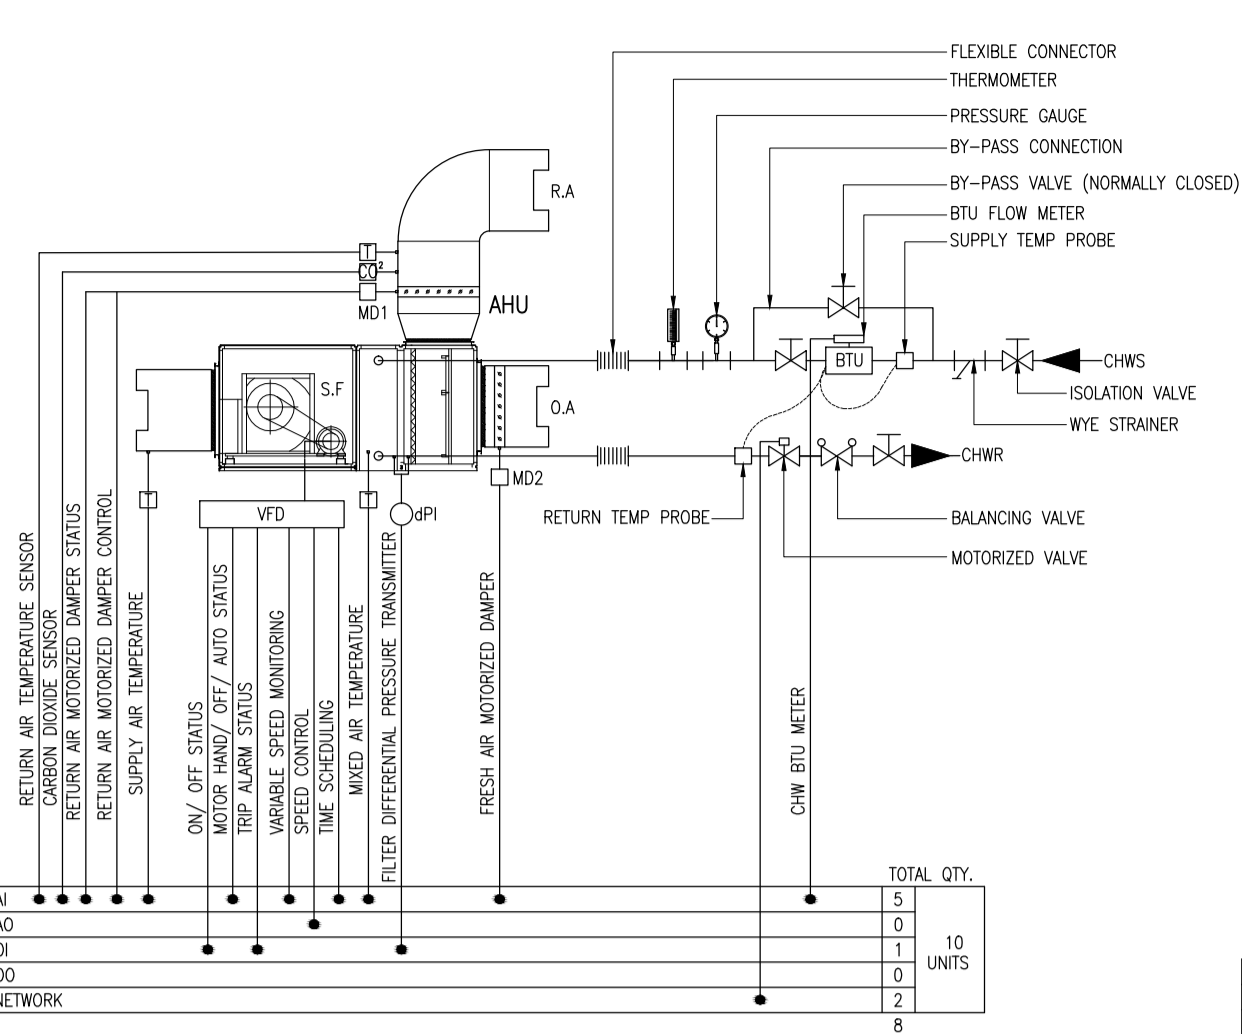 FLEXIBLE CONNECTOR
THERMOMETER
PRESSURE GAUGE
BY-PASS CONNECTION
BY-PASS VALVE (NORMALLY CLOSED)
BTU FLOW METER
SUPPLY TEMP PROBE
R.A
T
CO2
MD1
AHU
S.F
O.A
BTU
CHWS
ISOLATION VALVE
WYE STRAINER
CHWR
MD2
T
T
VFD
dPI
RETURN TEMP PROBE
BALANCING VALVE
MOTORIZED VALVE
RETURN AIR TEMPERATURE SENSOR
CARBON DIOXIDE SENSOR
RETURN AIR MOTORIZED DAMPER STATUS
RETURN AIR MOTORIZED DAMPER CONTROL
SUPPLY AIR TEMPERATURE
ON/ OFF STATUS
MOTOR HAND/ OFF/ AUTO STATUS
TRIP ALARM STATUS
VARIABLE SPEED MONITORING
SPEED CONTROL
TIME SCHEDULING
MIXED AIR TEMPERATURE
FILTER DIFFERENTIAL PRESSURE TRANSMITTER
FRESH AIR MOTORIZED DAMPER
CHW BTU METER
TOTAL QTY.
AI 5
AO 0
DI 1
DO 0
NETWORK 2
10
UNITS
8